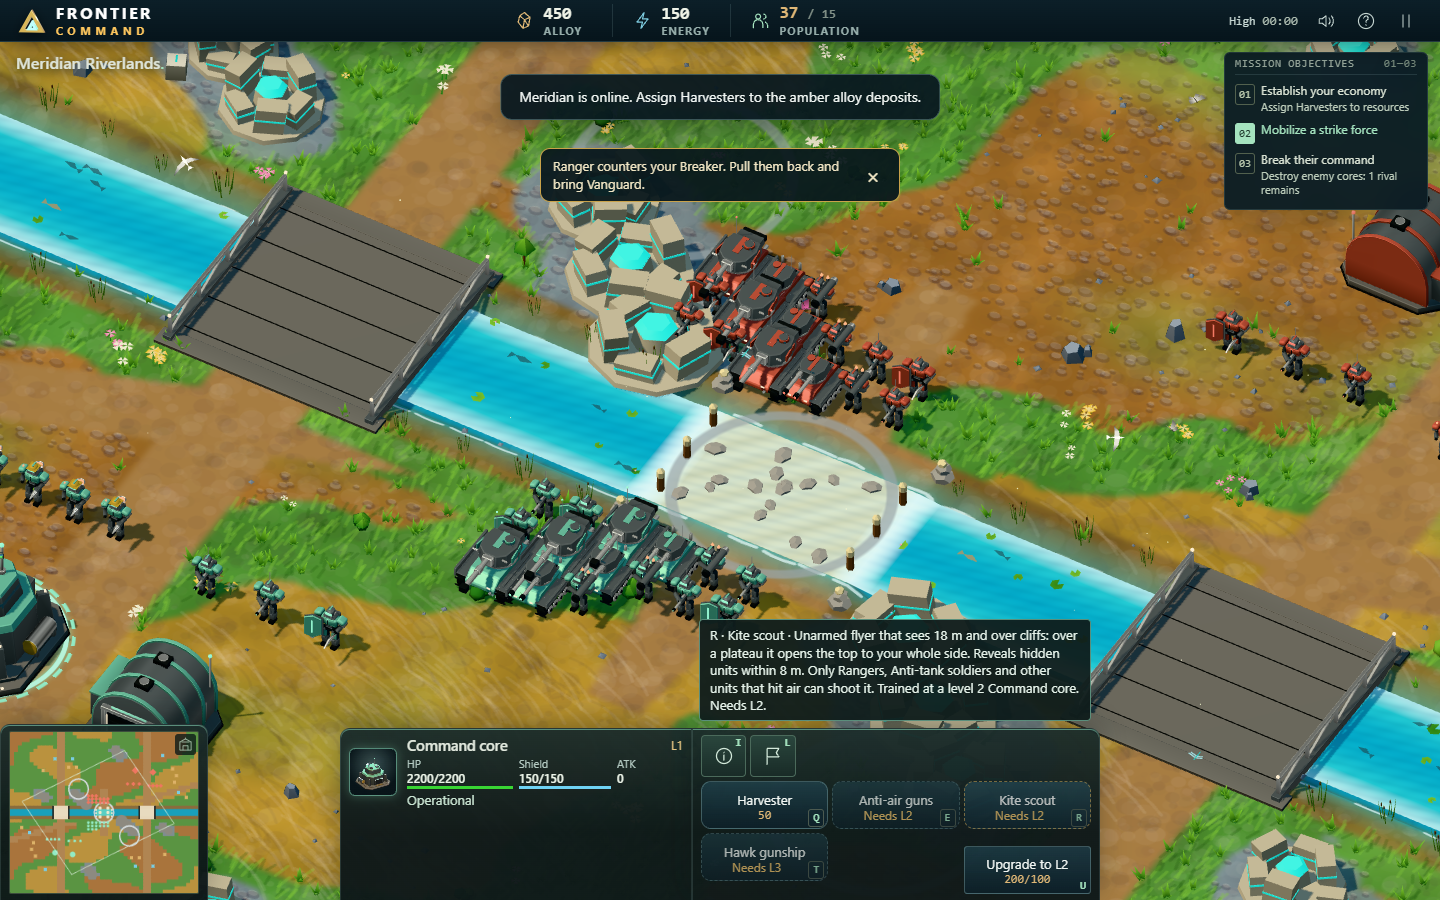 FRONTIER
COMMAND
450
ALLOY
150
ENERGY
37 / 15
POPULATION
High 00:00
Meridian Riverlands.
Meridian is online. Assign Harvesters to the amber alloy deposits.
Ranger counters your Breaker. Pull them back and
bring Vanguard.
MISSION OBJECTIVES 01—03
01 Establish your economy
Assign Harvesters to resources
02 Mobilize a strike force
03 Break their command
Destroy enemy cores: 1 rival
remains
R · Kite scout · Unarmed flyer that sees 18 m and over cliffs: over
a plateau it opens the top to your whole side. Reveals hidden
units within 8 m. Only Rangers, Anti-tank soldiers and other
units that hit air can shoot it. Trained at a level 2 Command core.
Needs L2.
Command core L1
HP Shield ATK
2200/2200 150/150 0
Operational
I L
Harvester
50 Q
Anti-air guns
Needs L2 E
Kite scout
Needs L2 R
Hawk gunship
Needs L3 T
Upgrade to L2
200/100 U